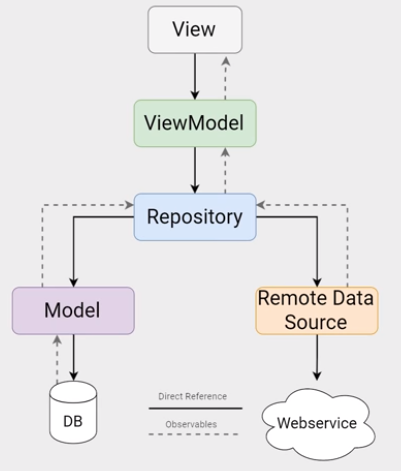 View
ViewModel
Repository
Model
Remote Data
Source
DB
Direct Reference
Observables
Webservice